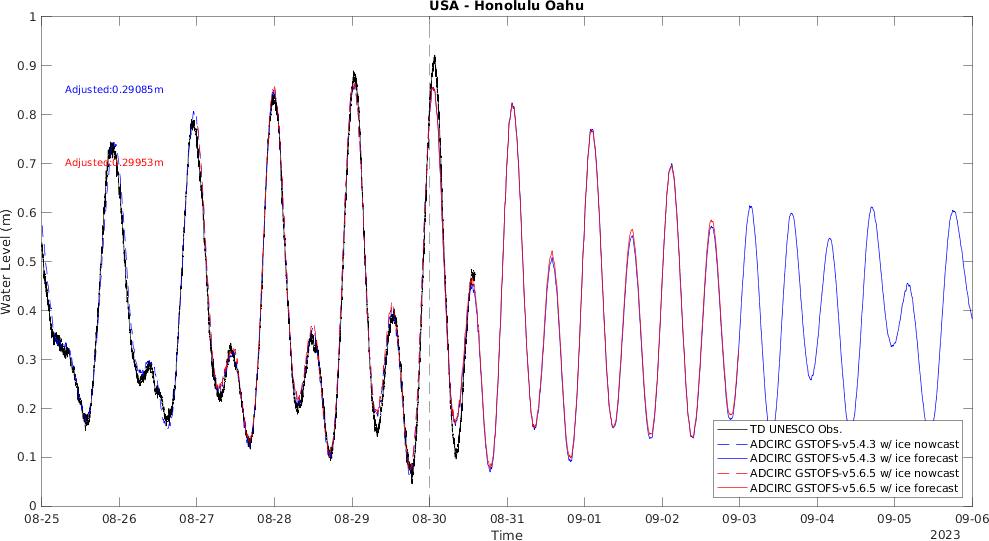 USA - Honolulu Oahu
1
0.9
0.8
0.7
0.6
0.5
0.4
0.3
0.2
0.1
0
Water Level (m)
Adjusted:0.29085m
Adjusted:0.29953m
TD UNESCO Obs.
ADCIRC GSTOFS-v5.4.3 w/ ice nowcast
ADCIRC GSTOFS-v5.4.3 w/ ice forecast
ADCIRC GSTOFS-v5.6.5 w/ ice nowcast
ADCIRC GSTOFS-v5.6.5 w/ ice forecast
08-25 08-26 08-27 08-28 08-29 08-30 08-31 09-01 09-02 09-03 09-04 09-05 09-06
Time
2023